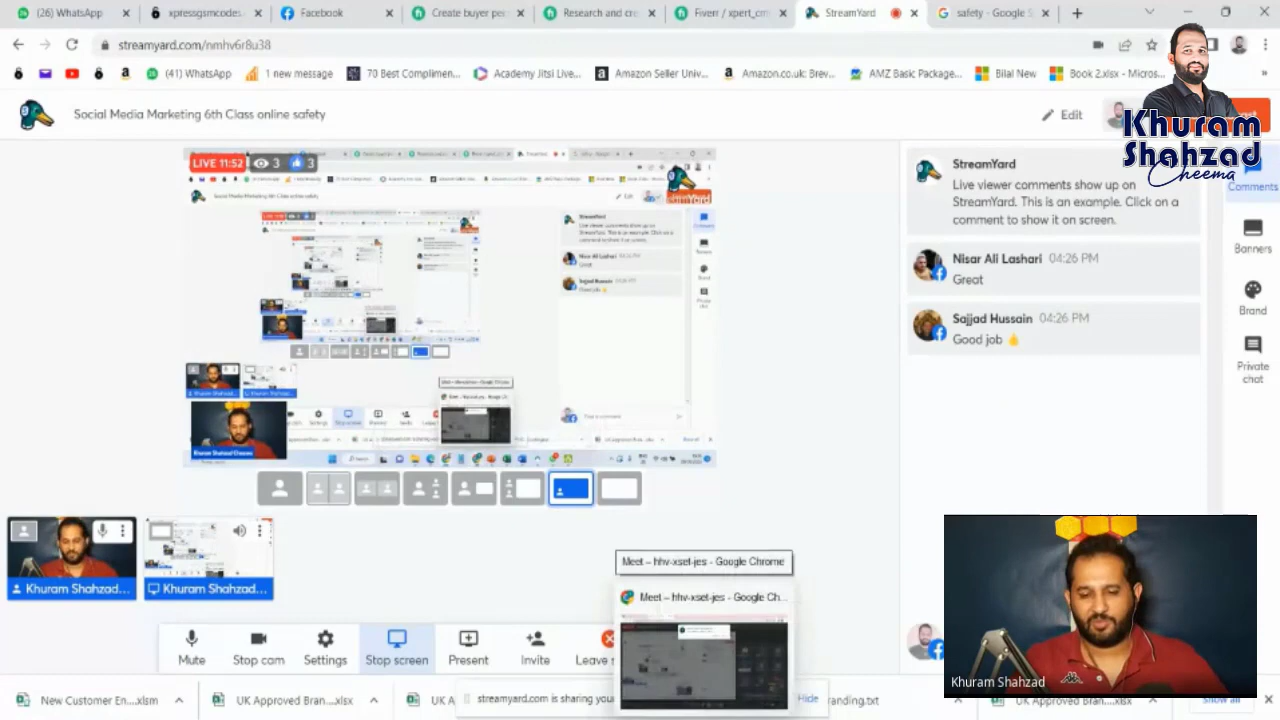 (26) WhatsApp
xpressgsmcodes.
Facebook
Create buyer per
Research and cre
Fiverr / xpert_cm
StreamYard
safety - Google S
streamyard.com/nmhv6r8u38
(41) WhatsApp
1 new message
70 Best Complimen...
Academy Jitsi Live...
Amazon Seller Univ...
Amazon.co.uk: Brev...
AMZ Basic Package...
Bilal New
Book 2.xlsx - Micros...
Social Media Marketing 6th Class online safety
Edit
Khuram
Shahzad
Cheema
LIVE 11:52
3
3
StreamYard
Live viewer comments show up on
StreamYard. This is an example. Click on a
comment to show it on screen.
Nisar Ali Lashari 04:26 PM
Great
Sajjad Hussain 04:26 PM
Good job 👍
Comments
Banners
Brand
Private
chat
Khuram Shahzad...
Khuram Shahzad...
Meet – hhv-xset-jes - Google Chrome
Meet – hhv-xset-jes - Google Ch...
Mute
Stop cam
Settings
Stop screen
Present
Invite
Leave s
Khuram Shahzad
New Customer En....xlsm
UK Approved Bran....xlsx
UK A
streamyard.com is sharing your
Hide
randing.txt
UK Approved Bran....xlsx
Show all